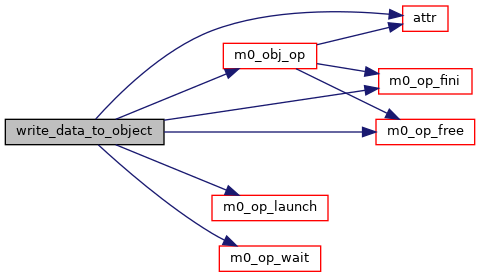 attr
m0_obj_op
m0_op_fini
write_data_to_object
m0_op_free
m0_op_launch
m0_op_wait